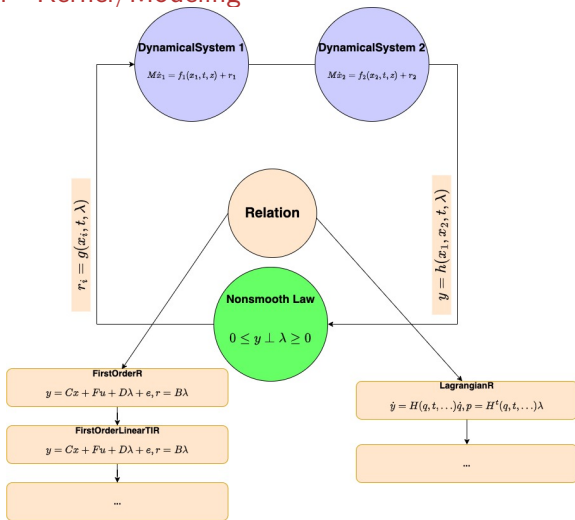 Kernel/Modeling
DynamicalSystem 1
Mẋ₁ = f₁(x₁, t, z) + r₁
DynamicalSystem 2
Mẋ₂ = f₂(x₂, t, z) + r₂
rᵢ = g(xᵢ, t, λ)
Relation
y = h(x₁, x₂, t, λ)
Nonsmooth Law
0 ≤ y ⊥ λ ≥ 0
FirstOrderR
y = Cx + Fu + Dλ + e, r = Bλ
FirstOrderLinearTIR
y = Cx + Fu + Dλ + e, r = Bλ
...
LagrangianR
ẏ = H(q, t, …)q̇, p = Hᵗ(q, t, …)λ
...